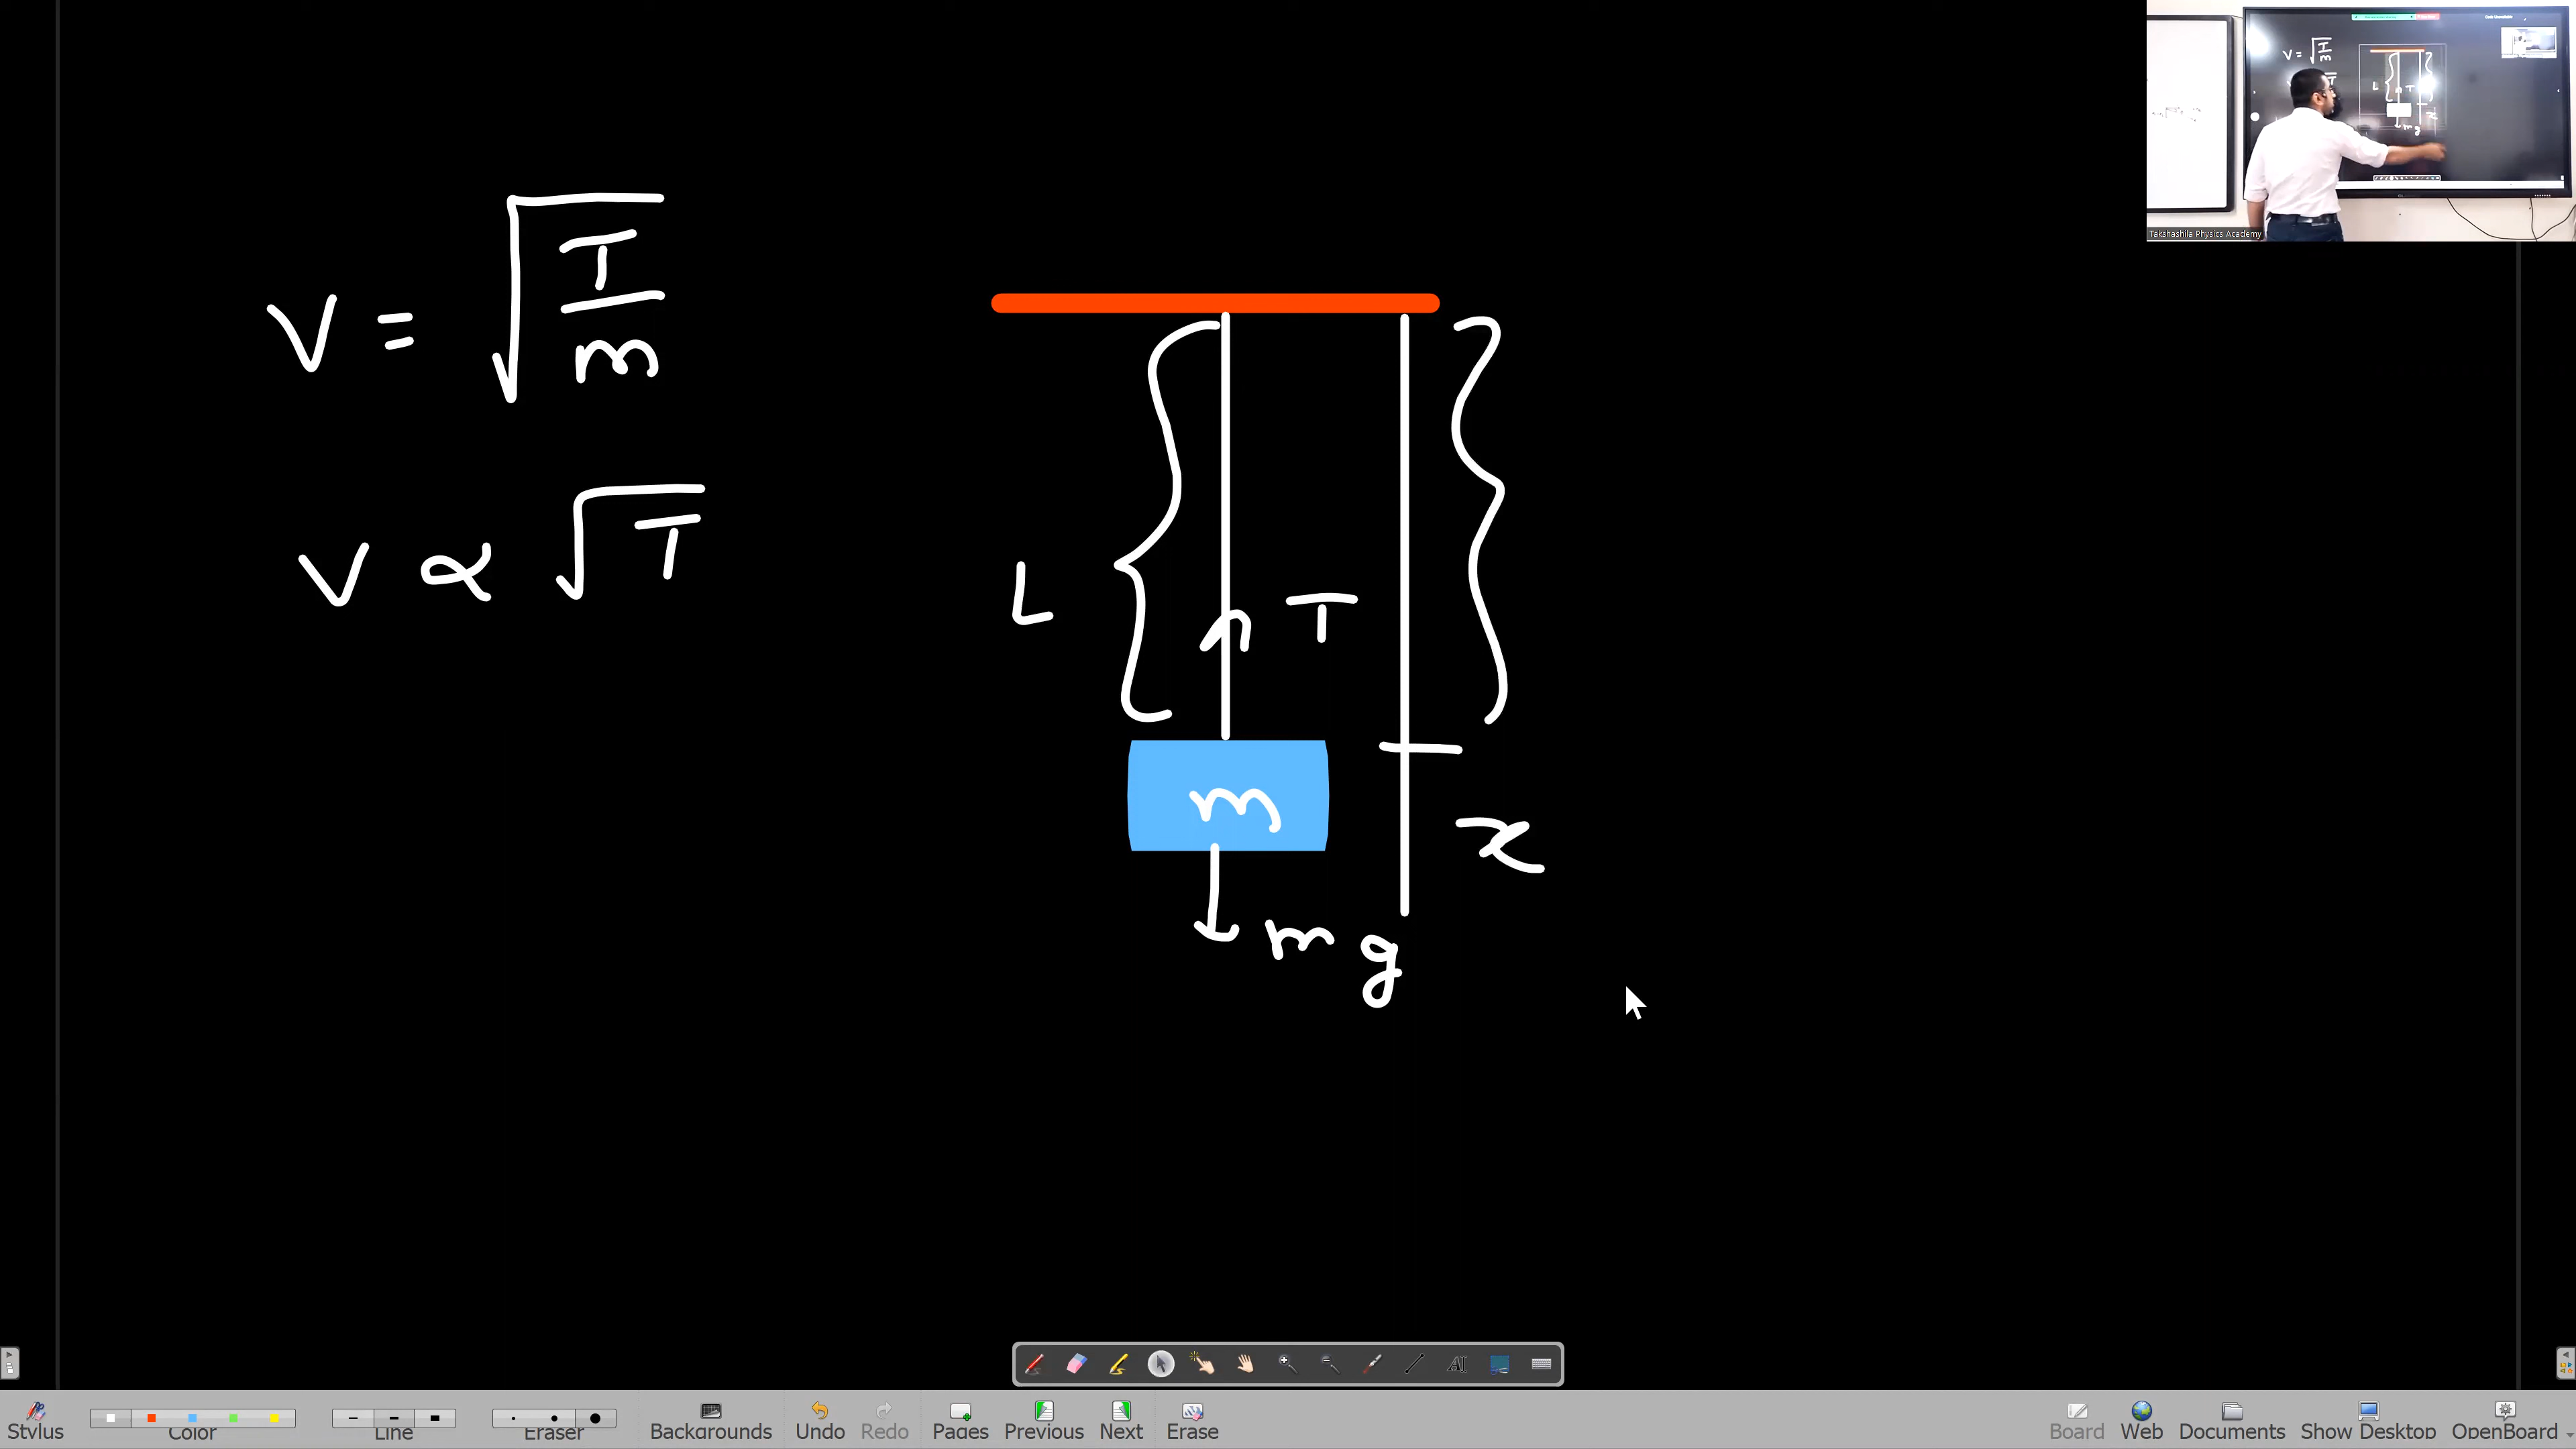 V = √T/m
V ∝ √T
L
T
m
x
mg
Takshashila Physics Academy
Stylus
Color
Line
Eraser
Backgrounds
Undo
Redo
Pages
Previous
Next
Erase
Board
Web
Documents
Show Desktop
OpenBoard